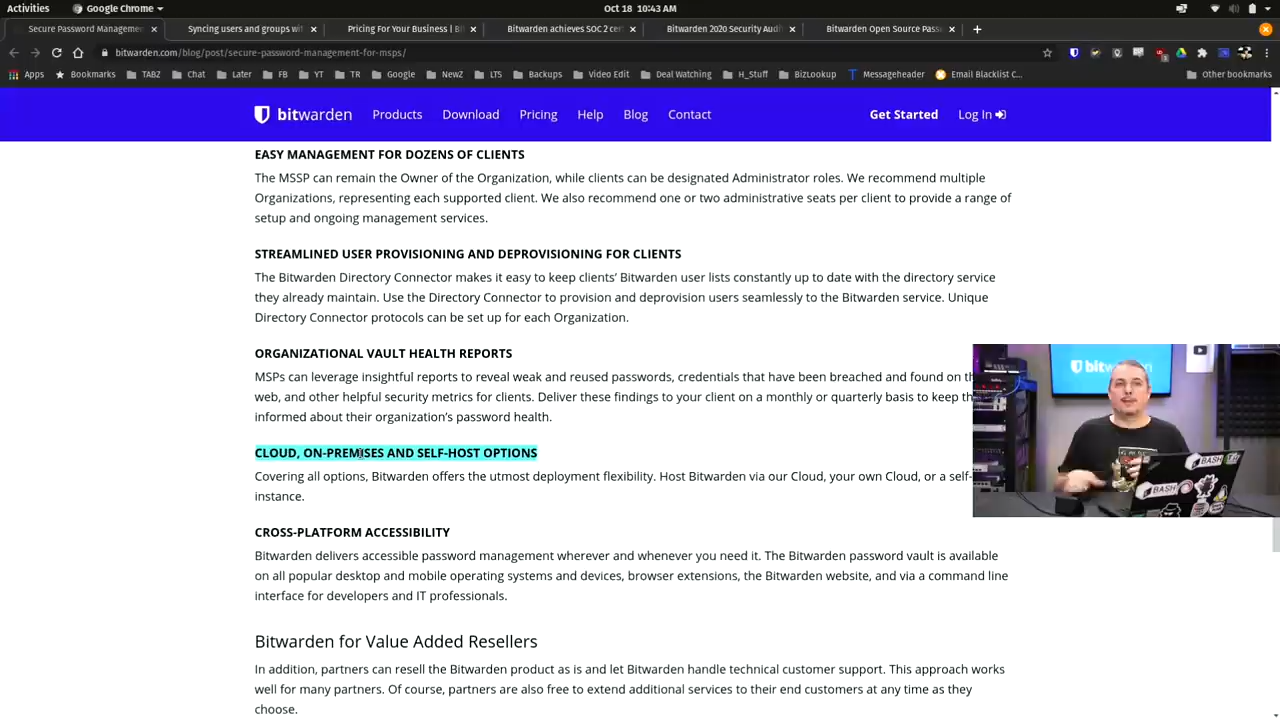 Activities
Google Chrome
Oct 18 10:43 AM
Secure Password Manageme
Syncing users and groups wit
Pricing For Your Business | Bi
Bitwarden achieves SOC 2 cer
Bitwarden 2020 Security Audi
Bitwarden Open Source Pass
bitwarden.com/blog/post/secure-password-management-for-msps/
Apps
Bookmarks
TABZ
Chat
Later
FB
YT
TR
Google
NewZ
LTS
Backups
Video Edit
Deal Watching
H_Stuff
BizLookup
Messageheader
Email Blacklist C...
Other bookmarks
bitwarden
Products
Download
Pricing
Help
Blog
Contact
Get Started
Log In
EASY MANAGEMENT FOR DOZENS OF CLIENTS
The MSSP can remain the Owner of the Organization, while clients can be designated Administrator roles. We recommend multiple
Organizations, representing each supported client. We also recommend one or two administrative seats per client to provide a range of
setup and ongoing management services.
STREAMLINED USER PROVISIONING AND DEPROVISIONING FOR CLIENTS
The Bitwarden Directory Connector makes it easy to keep clients' Bitwarden user lists constantly up to date with the directory service
they already maintain. Use the Directory Connector to provision and deprovision users seamlessly to the Bitwarden service. Unique
Directory Connector protocols can be set up for each Organization.
ORGANIZATIONAL VAULT HEALTH REPORTS
MSPs can leverage insightful reports to reveal weak and reused passwords, credentials that have been breached and found on th
web, and other helpful security metrics for clients. Deliver these findings to your client on a monthly or quarterly basis to keep th
informed about their organization's password health.
CLOUD, ON-PREMISES AND SELF-HOST OPTIONS
Covering all options, Bitwarden offers the utmost deployment flexibility. Host Bitwarden via our Cloud, your own Cloud, or a self-
instance.
CROSS-PLATFORM ACCESSIBILITY
Bitwarden delivers accessible password management wherever and whenever you need it. The Bitwarden password vault is available
on all popular desktop and mobile operating systems and devices, browser extensions, the Bitwarden website, and via a command line
interface for developers and IT professionals.
Bitwarden for Value Added Resellers
In addition, partners can resell the Bitwarden product as is and let Bitwarden handle technical customer support. This approach works
well for many partners. Of course, partners are also free to extend additional services to their end customers at any time as they
choose.
BASH
BASH